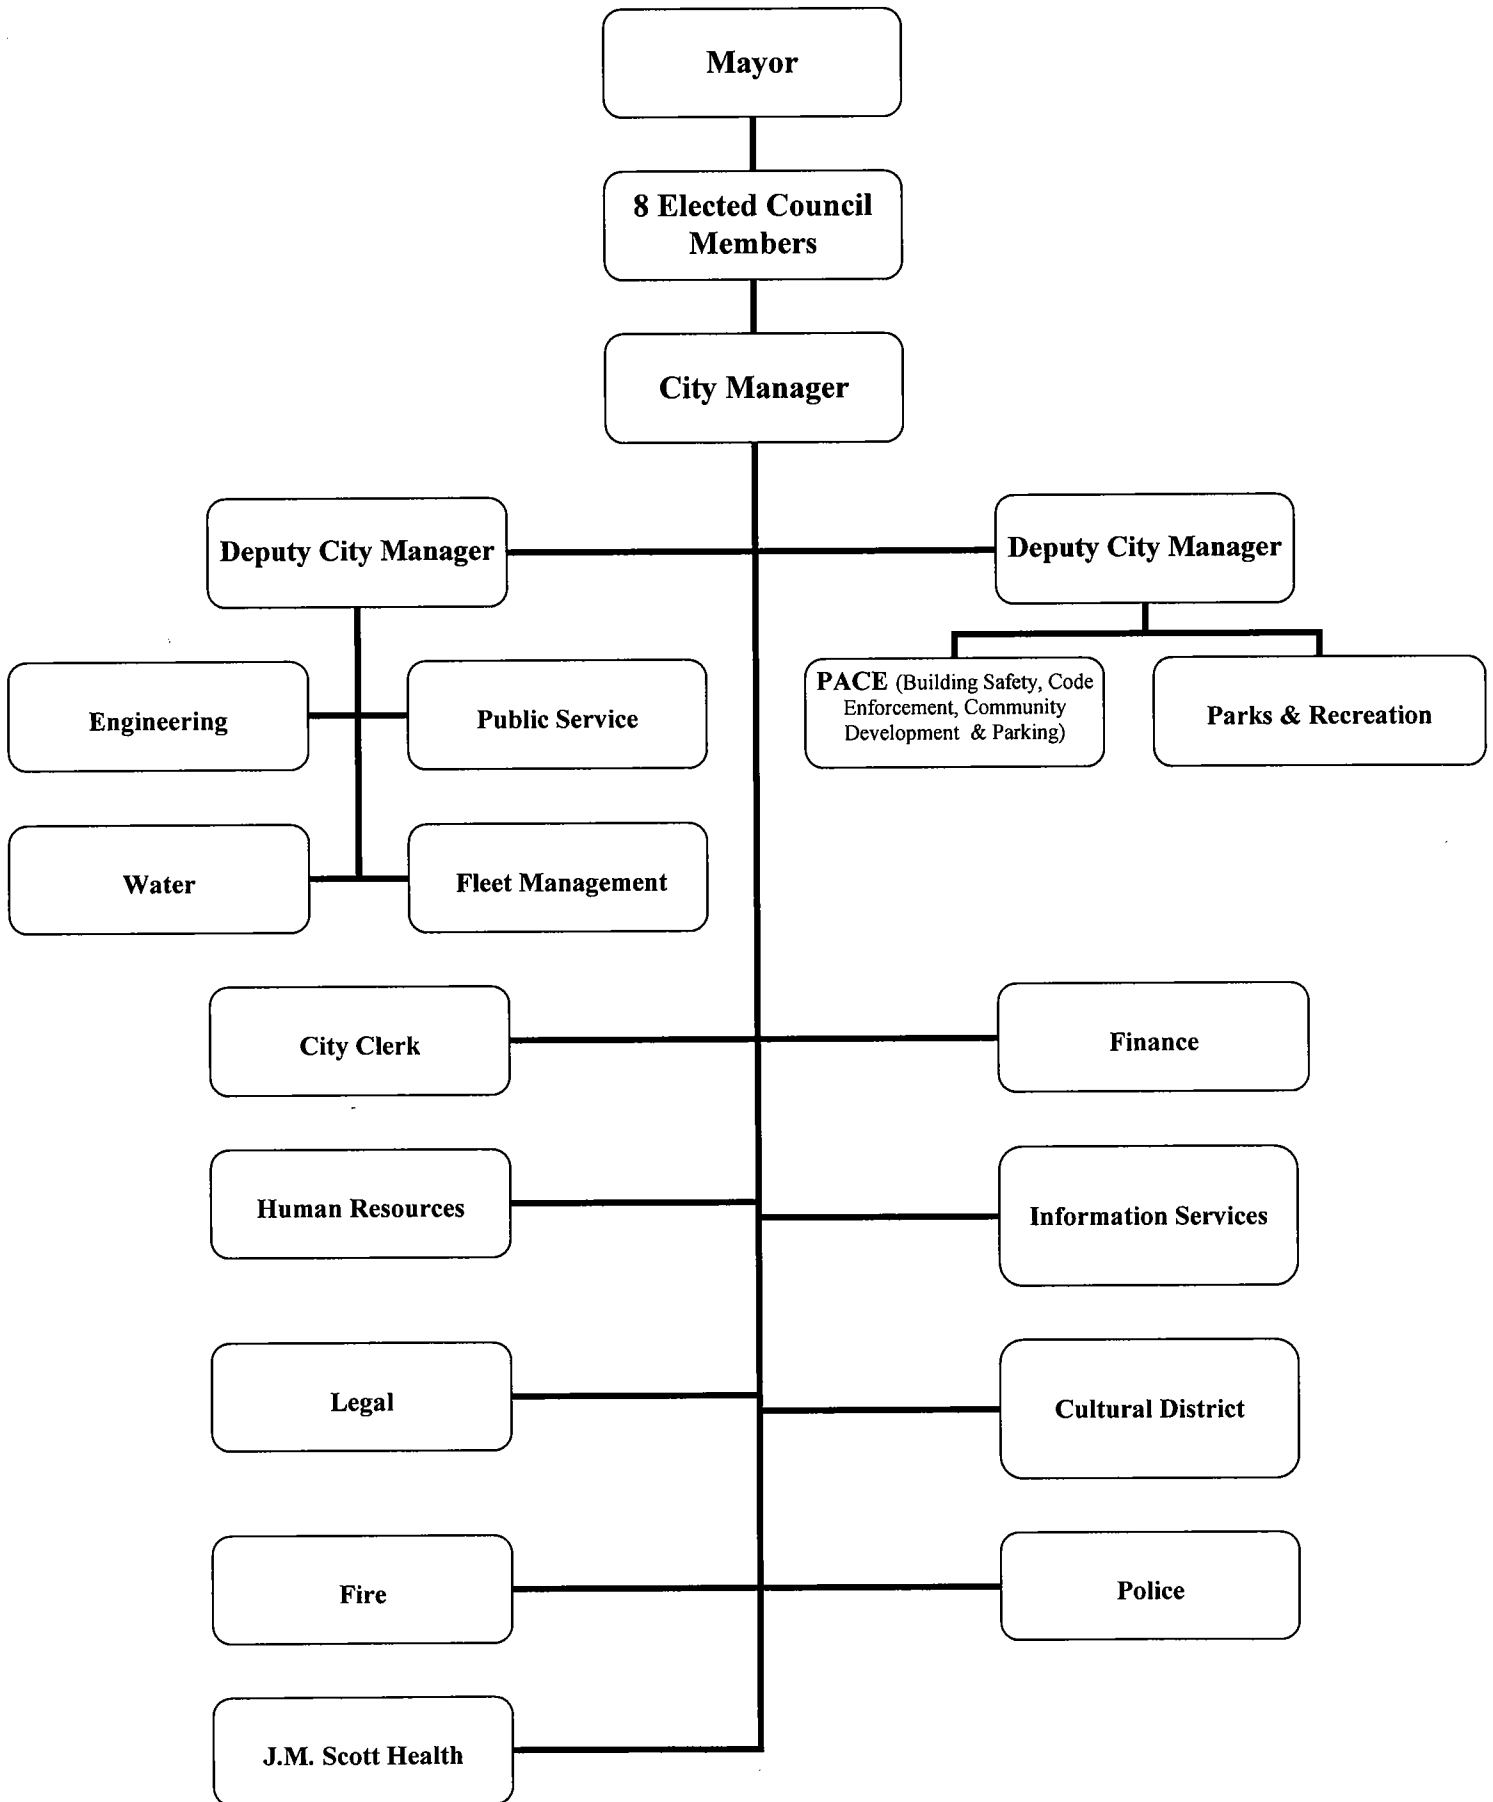 Mayor
8 Elected Council
Members
City Manager
Deputy City Manager
Deputy City Manager
Engineering
Public Service
PACE (Building Safety, Code
Enforcement, Community
Development & Parking)
Parks & Recreation
Water
Fleet Management
City Clerk
Finance
Human Resources
Information Services
Legal
Cultural District
Fire
Police
J.M. Scott Health